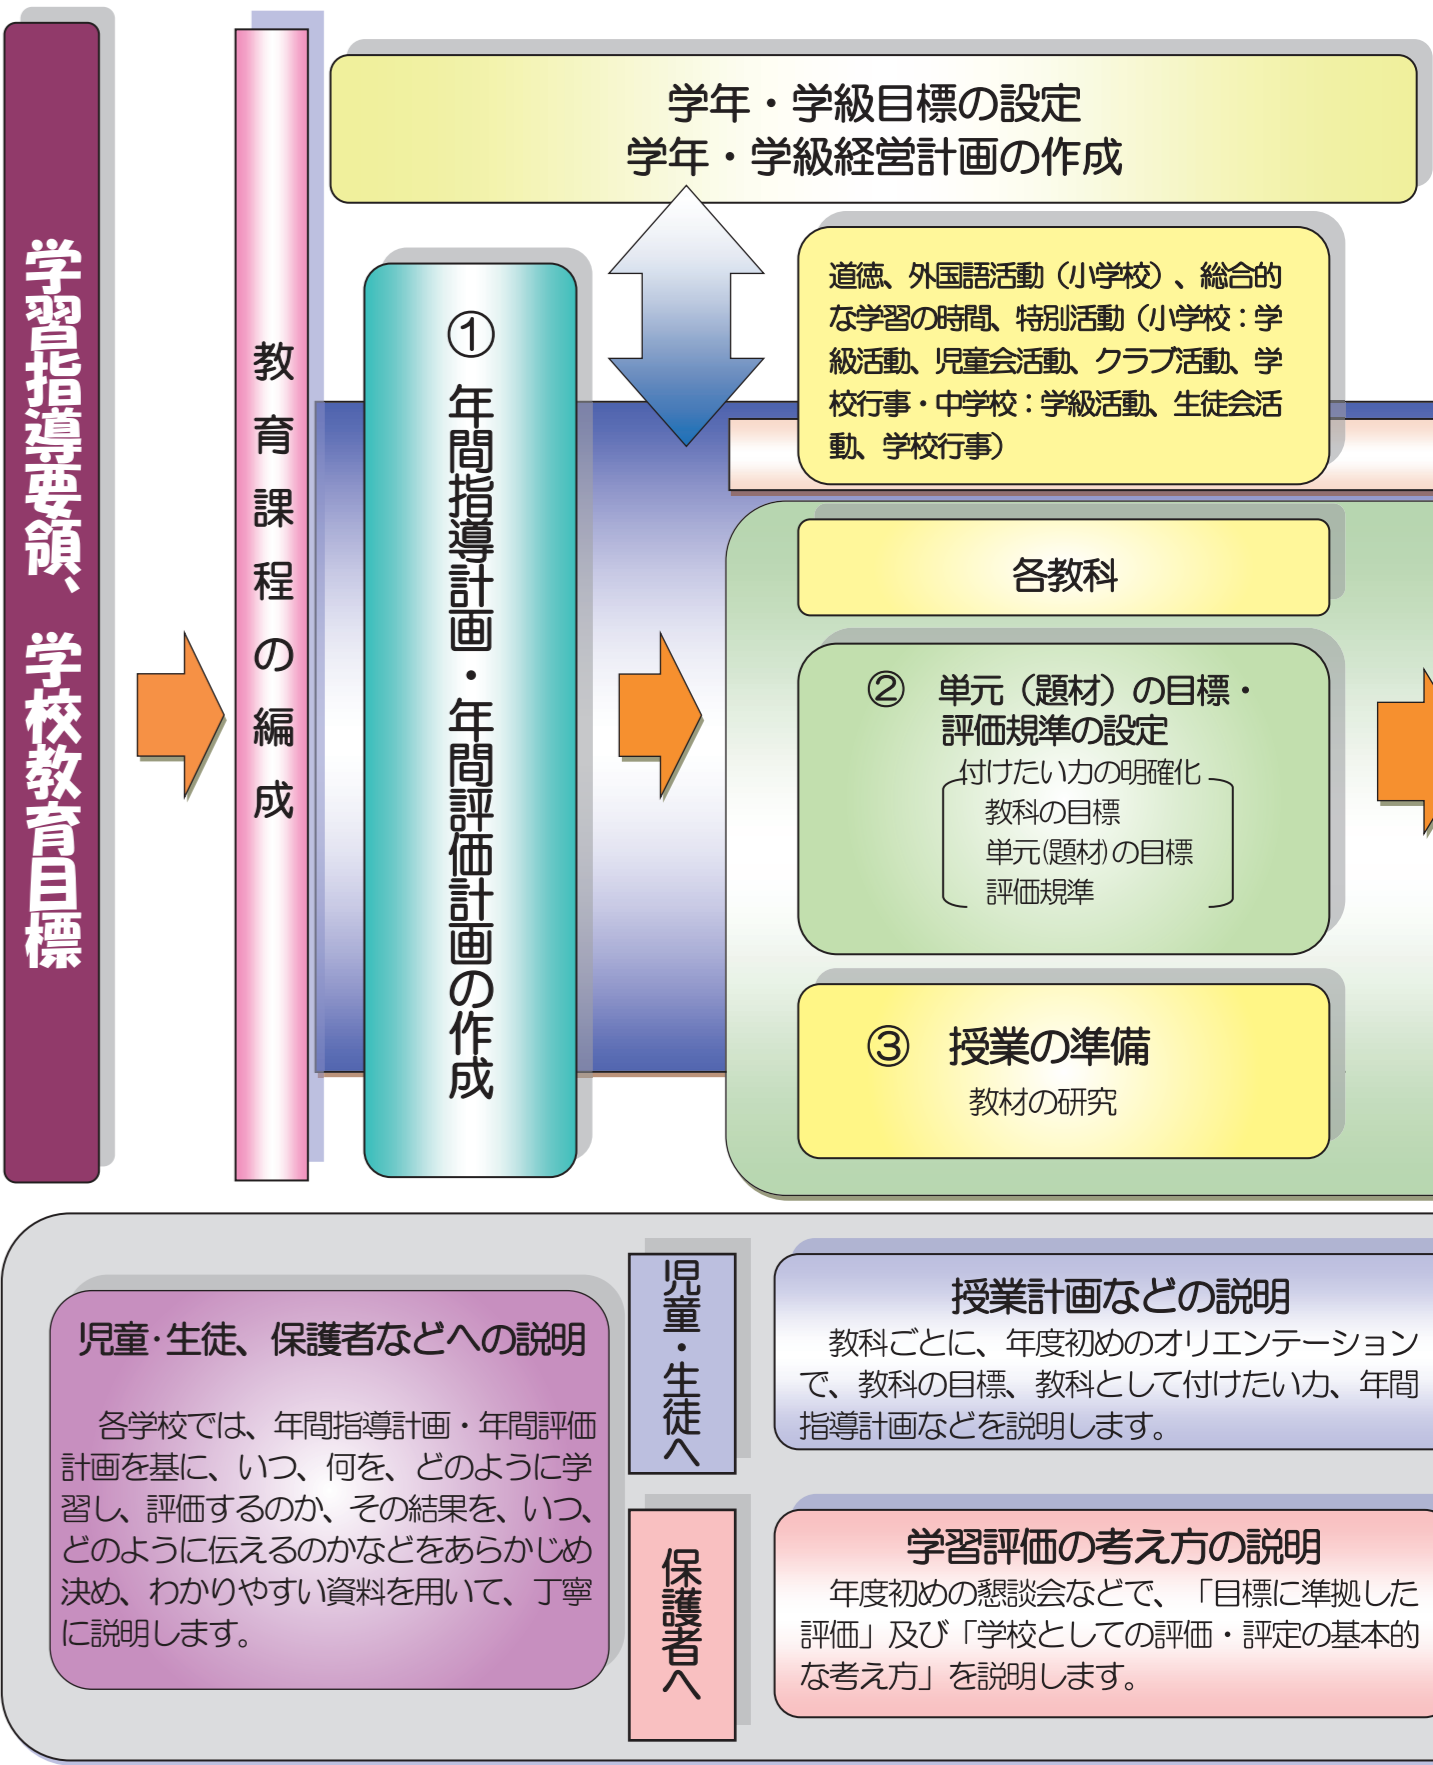 学習指導要領、　学校教育目標
教育課程の編成
学年・学級目標の設定
学年・学級経営計画の作成
① 年間指導計画・年間評価計画の作成
道徳、外国語活動（小学校）、総合的
な学習の時間、特別活動（小学校：学
級活動、児童会活動、クラブ活動、学
校行事・中学校：学級活動、生徒会活
動、学校行事）
各教科
②　単元（題材）の目標・
評価規準の設定
付けたい力の明確化
教科の目標
単元(題材)の目標
評価規準
③　授業の準備
教材の研究
児童・生徒、保護者などへの説明
各学校では、年間指導計画・年間評価
計画を基に、いつ、何を、どのように学
習し、評価するのか、その結果を、いつ、
どのように伝えるのかなどをあらかじめ
決め、わかりやすい資料を用いて、丁寧
に説明します。
児童・生徒へ
授業計画などの説明
教科ごとに、年度初めのオリエンテーション
で、教科の目標、教科として付けたい力、年間
指導計画などを説明します。
保護者へ
学習評価の考え方の説明
年度初めの懇談会などで、「目標に準拠した
評価」及び「学校としての評価・評定の基本的
な考え方」を説明します。